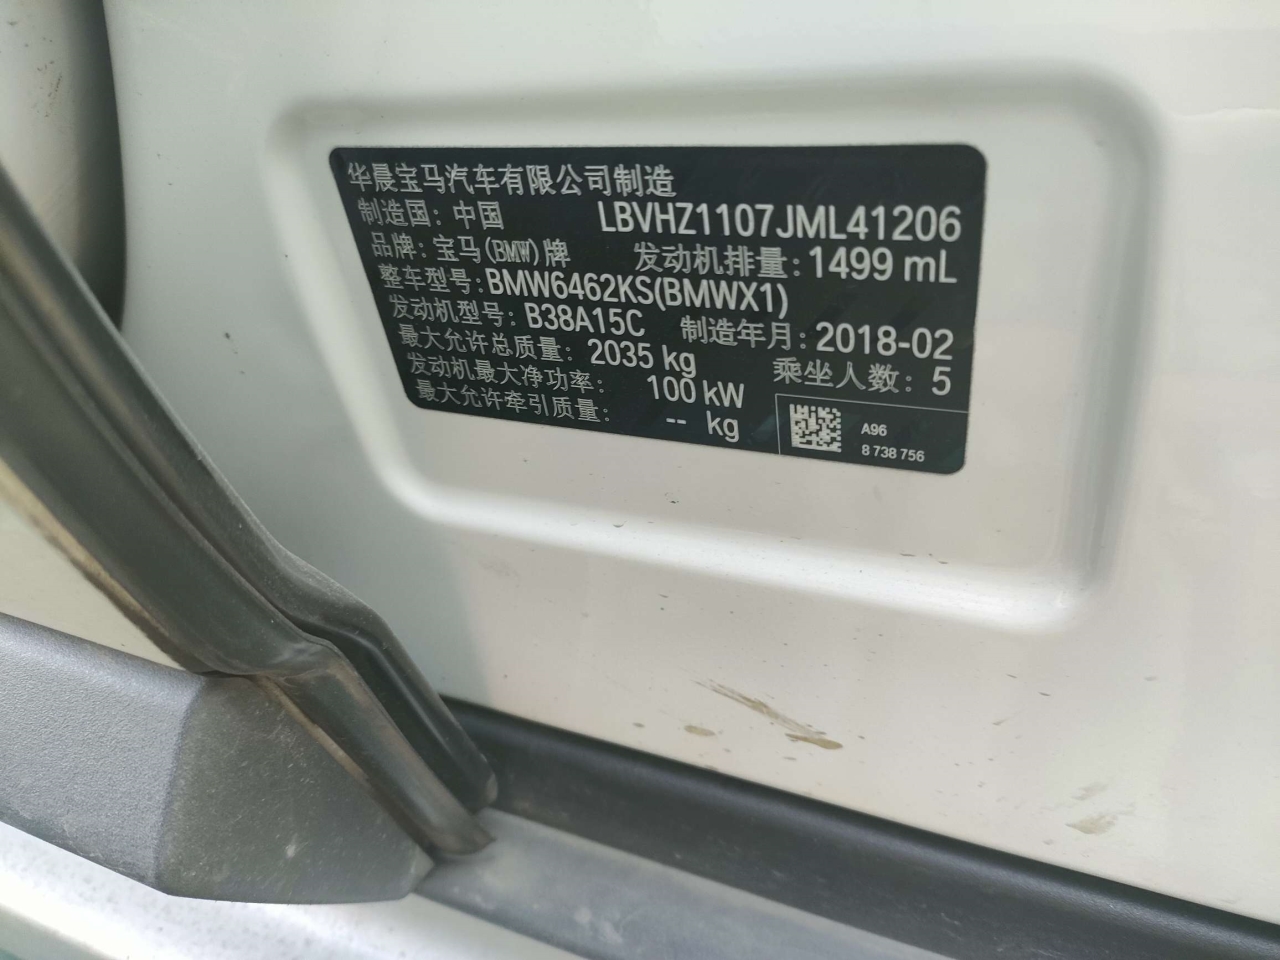 华晨宝马汽车有限公司制造
制造国: 中国 LBVHZ1107JML41206
品牌: 宝马(BMW)牌 发动机排量: 1499 mL
整车型号: BMW6462KS(BMWX1)
发动机型号: B38A15C 制造年月: 2018-02
最大允许总质量: 2035 kg 乘坐人数: 5
发动机最大净功率: 100 kW
最大允许牵引质量: -- kg
A96
8 738 756